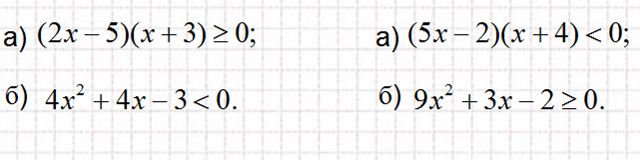 а) (2x – 5)(x + 3) ≥ 0;
б) 4x² + 4x – 3 < 0.
а) (5x – 2)(x + 4) < 0;
б) 9x² + 3x – 2 ≥ 0.